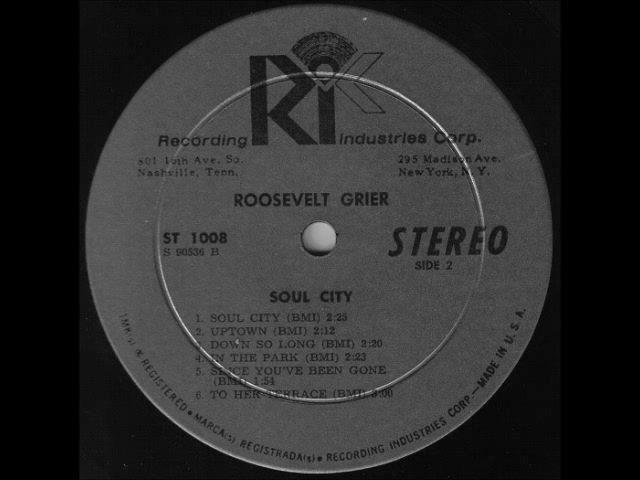 RiK
Recording Industries Corp.
801 16th Ave. So.
Nashville, Tenn.
295 Madison Ave.
New York, N. Y.
ROOSEVELT GRIER
ST 1008
S 90536 B
STEREO
SIDE 2
SOUL CITY
1. SOUL CITY (BMI) 2:25
2. UPTOWN (BMI) 2:12
3. DOWN SO LONG (BMI) 2:20
4. IN THE PARK (BMI) 2:23
5. SINCE YOU'VE BEEN GONE
(BMI) 1:54
6. TO HER TERRACE (BMI) 3:00
TMK(s) ® REGISTERED • MARCA(s) REGISTRADA(s) • RECORDING INDUSTRIES CORP.—MADE IN U.S.A.